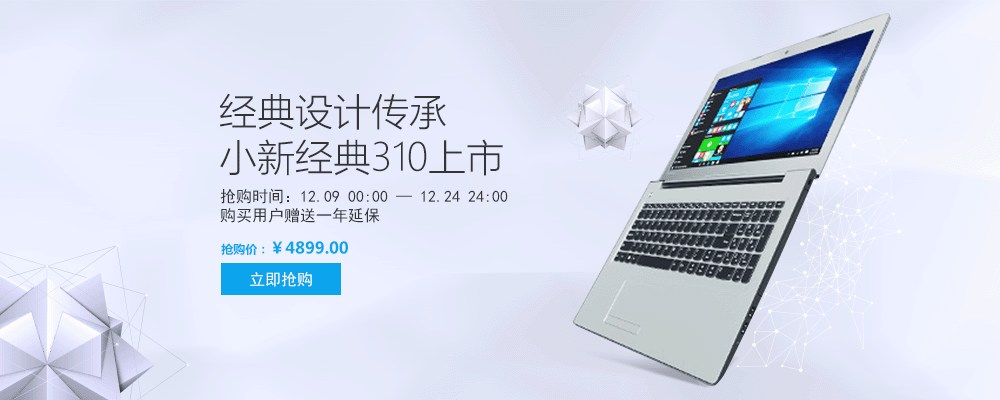 经典设计传承
小新经典310上市
抢购时间：12.09 00:00 — 12.24 24:00
购买用户赠送一年延保
抢购价：￥4899.00
立即抢购